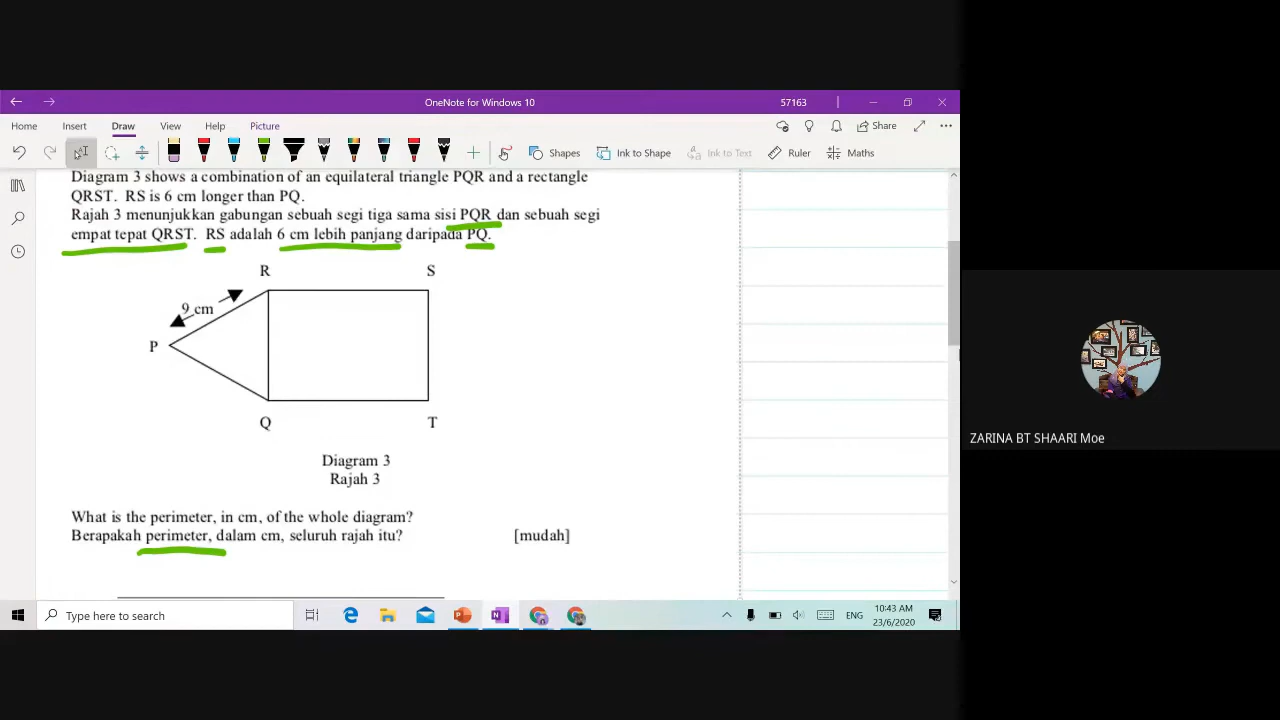 OneNote for Windows 10
57163
Home Insert Draw View Help Picture
Share
Shapes Ink to Shape Ink to Text Ruler Maths
Diagram 3 shows a combination of an equilateral triangle PQR and a rectangle
QRST. RS is 6 cm longer than PQ.
Rajah 3 menunjukkan gabungan sebuah segi tiga sama sisi PQR dan sebuah segi
empat tepat QRST. RS adalah 6 cm lebih panjang daripada PQ.
R S
9 cm
P
Q T
Diagram 3
Rajah 3
What is the perimeter, in cm, of the whole diagram?
Berapakah perimeter, dalam cm, seluruh rajah itu? [mudah]
ZARINA BT SHAARI Moe
Type here to search
ENG
10:43 AM
23/6/2020